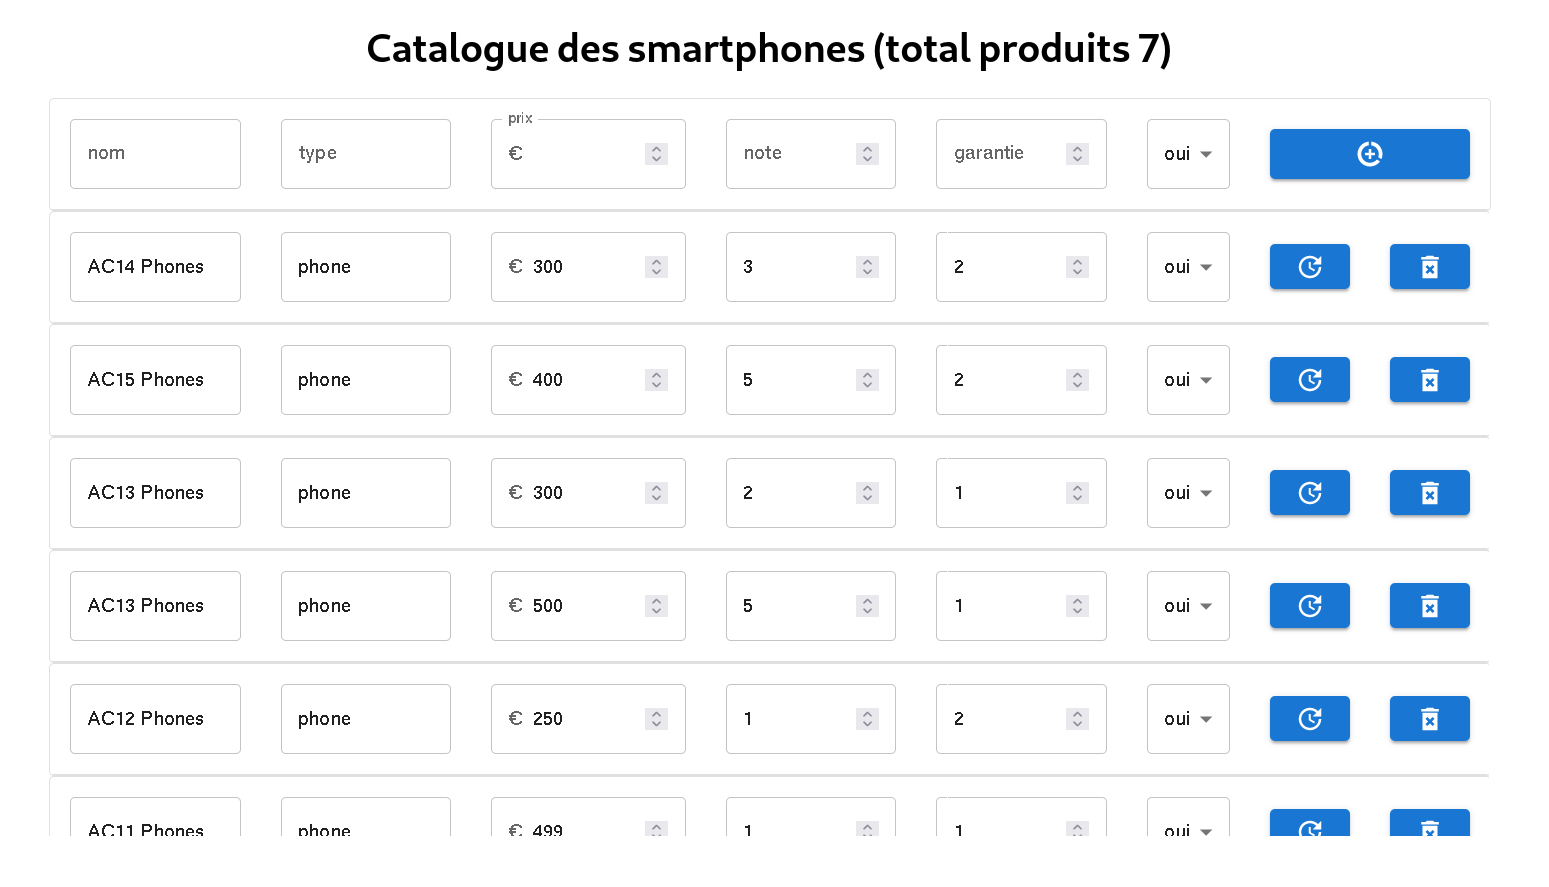 Catalogue des smartphones (total produits 7)
prix
nom type € note garantie oui
AC14 Phones phone € 300 3 2 oui
AC15 Phones phone € 400 5 2 oui
AC13 Phones phone € 300 2 1 oui
AC13 Phones phone € 500 5 1 oui
AC12 Phones phone € 250 1 2 oui
AC11 Phones phone € 499 1 1 oui